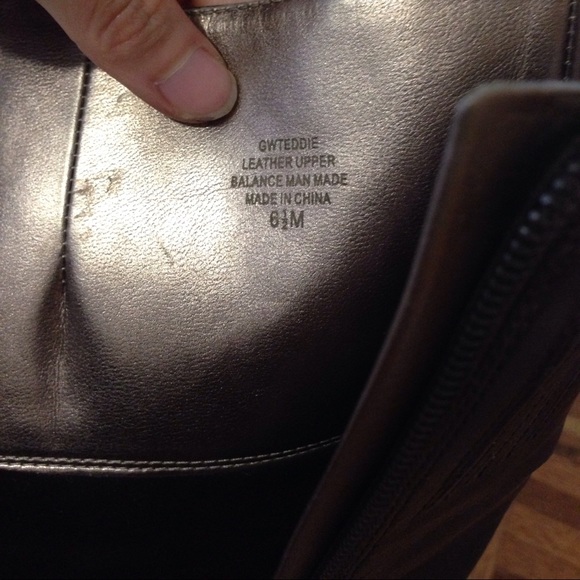 GWTEDDIE
LEATHER UPPER
BALANCE MAN MADE
MADE IN CHINA
6½M